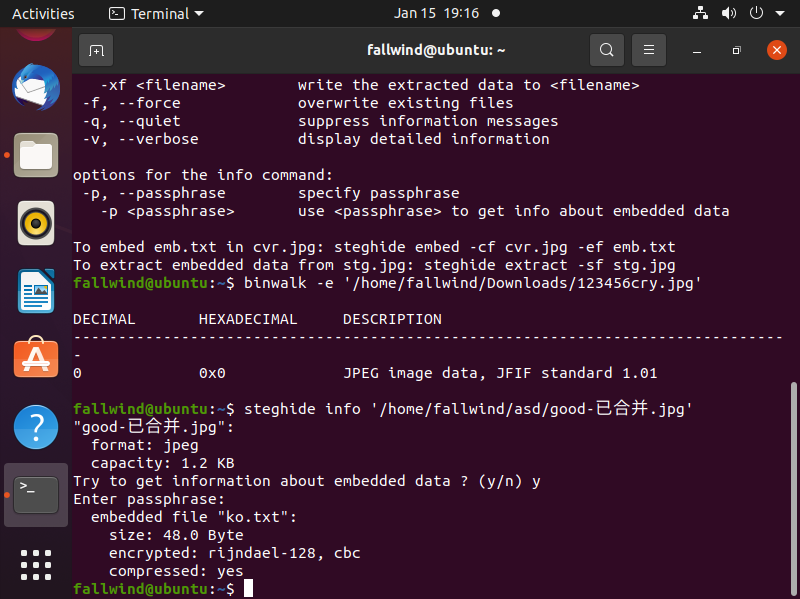 Activities
Terminal
Jan 15 19:16
fallwind@ubuntu: ~
-xf <filename> write the extracted data to <filename>
-f, --force overwrite existing files
-q, --quiet suppress information messages
-v, --verbose display detailed information
options for the info command:
-p, --passphrase specify passphrase
-p <passphrase> use <passphrase> to get info about embedded data
To embed emb.txt in cvr.jpg: steghide embed -cf cvr.jpg -ef emb.txt
To extract embedded data from stg.jpg: steghide extract -sf stg.jpg
fallwind@ubuntu:~$ binwalk -e '/home/fallwind/Downloads/123456cry.jpg'
DECIMAL HEXADECIMAL DESCRIPTION
-------------------------------------------------------------------------------
-
0 0x0 JPEG image data, JFIF standard 1.01
fallwind@ubuntu:~$ steghide info '/home/fallwind/asd/good-已合并.jpg'
"good-已合并.jpg":
format: jpeg
capacity: 1.2 KB
Try to get information about embedded data ? (y/n) y
Enter passphrase:
embedded file "ko.txt":
size: 48.0 Byte
encrypted: rijndael-128, cbc
compressed: yes
fallwind@ubuntu:~$